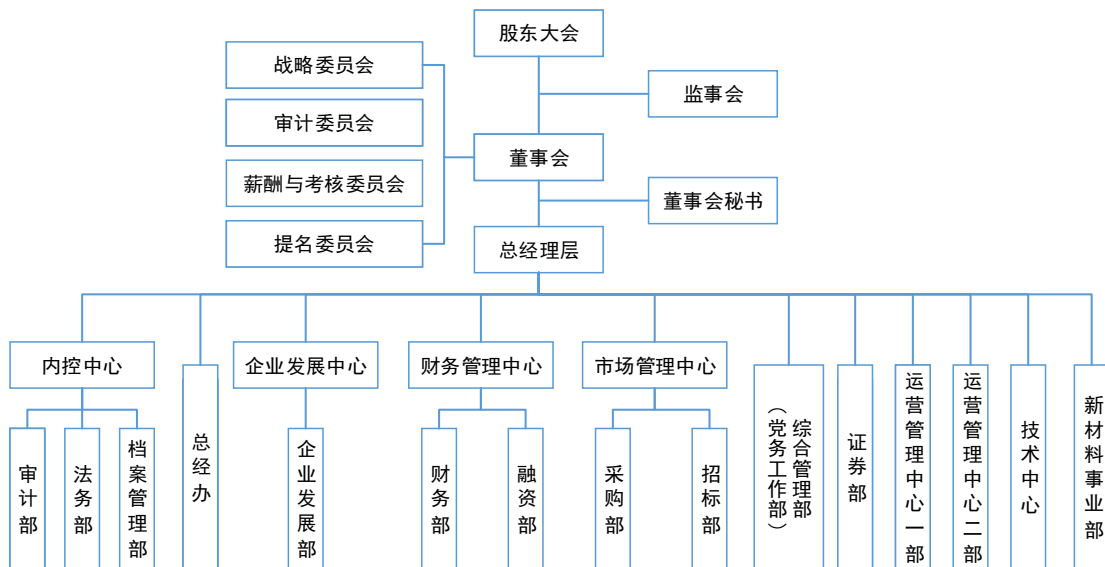 股东大会
战略委员会
监事会
审计委员会
董事会
薪酬与考核委员会
董事会秘书
提名委员会
总经理层
内控中心
企业发展中心
财务管理中心
市场管理中心
审计部
法务部
档案管理部
总经办
企业发展部
财务部
融资部
采购部
招标部
综合管理部
（党务工作部）
证券部
运营管理中心一部
运营管理中心二部
技术中心
新材料事业部